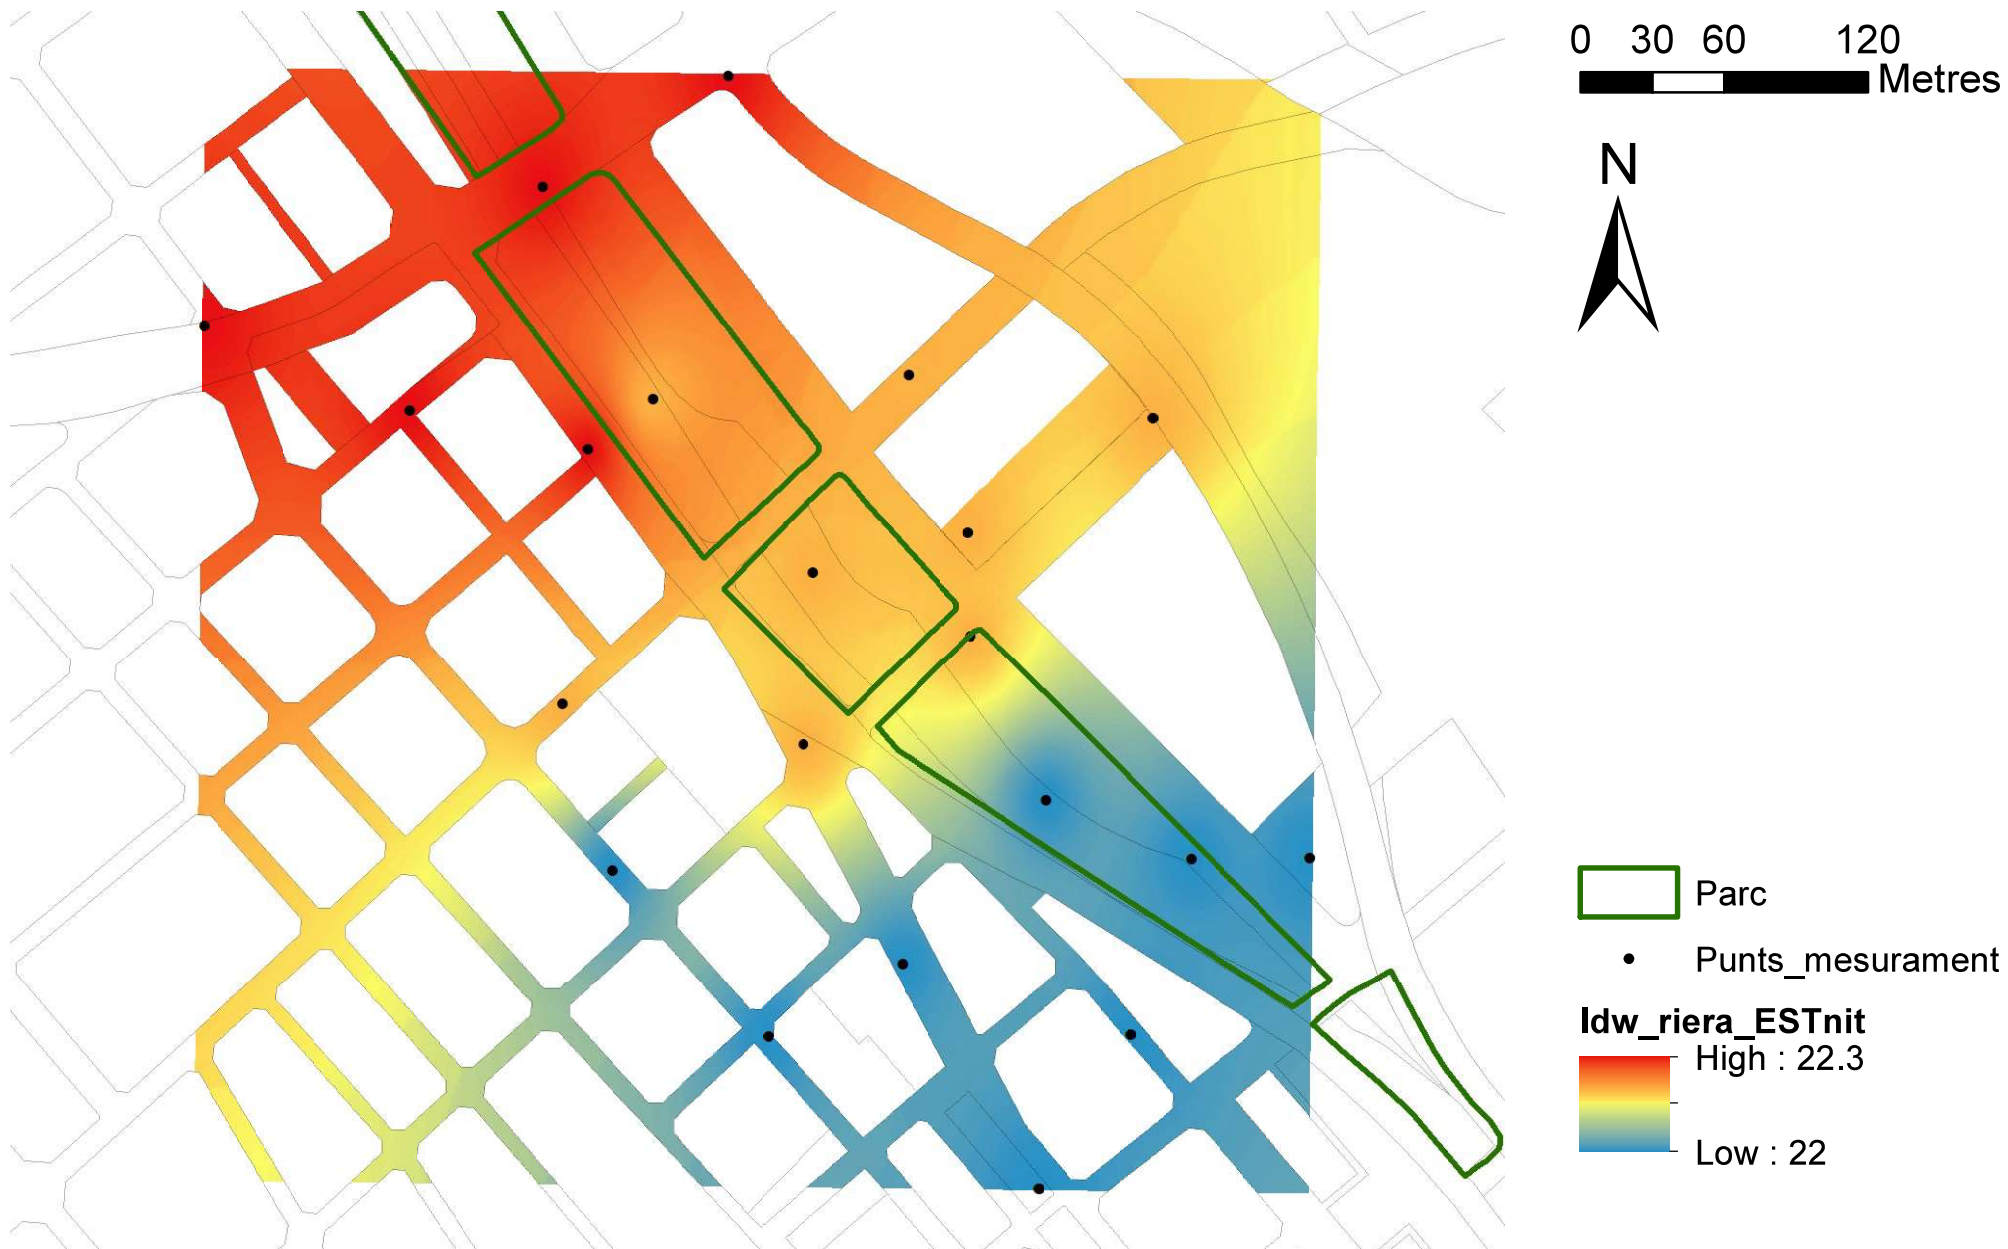 0 30 60 120
Metres
N
Parc
Punts_mesurament
Idw_riera_ESTnit
High : 22.3
Low : 22